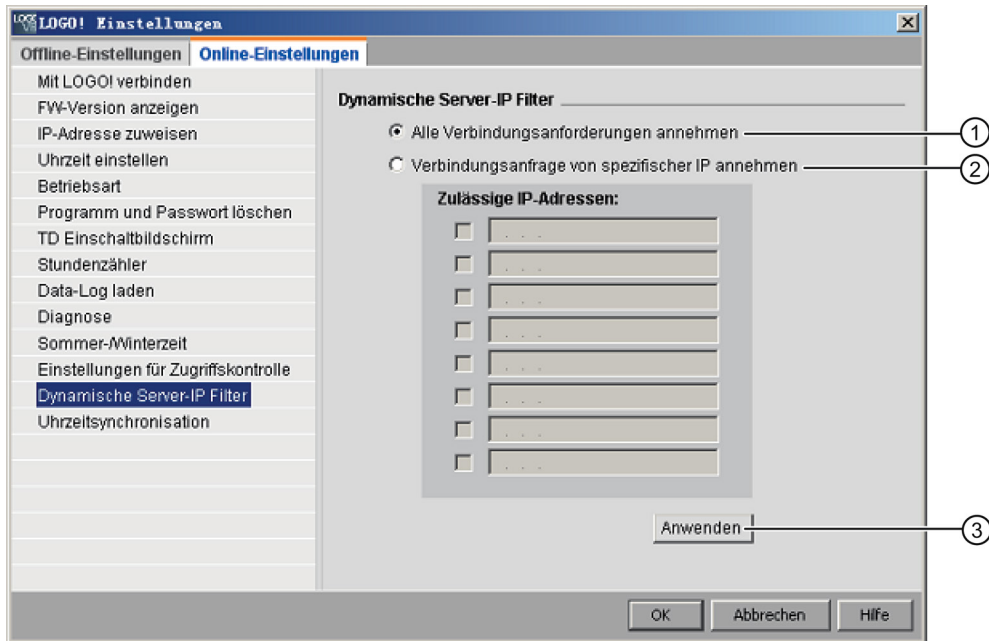 LOGO! Einstellungen
Offline-Einstellungen Online-Einstellungen
Mit LOGO! verbinden
FW-Version anzeigen
IP-Adresse zuweisen
Uhrzeit einstellen
Betriebsart
Programm und Passwort löschen
TD Einschaltbildschirm
Stundenzähler
Data-Log laden
Diagnose
Sommer-/Winterzeit
Einstellungen für Zugriffskontrolle
Dynamische Server-IP Filter
Uhrzeitsynchronisation
Dynamische Server-IP Filter
Alle Verbindungsanforderungen annehmen 1
Verbindungsanfrage von spezifischer IP annehmen 2
Zulässige IP-Adressen:
. . .
. . .
. . .
. . .
. . .
. . .
. . .
. . .
Anwenden 3
OK Abbrechen Hilfe